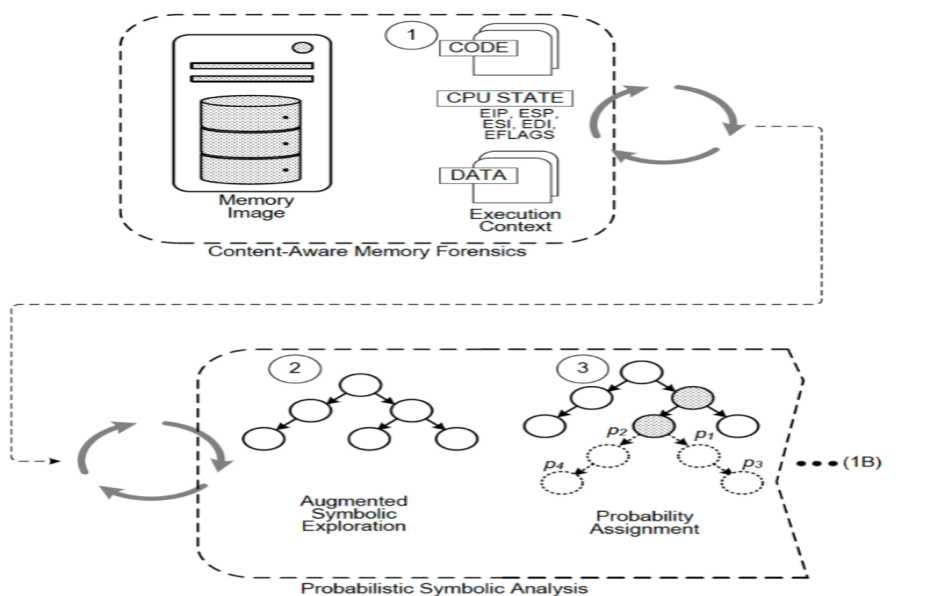 1
CODE
CPU STATE
EIP, ESP,
ESI, EDI,
EFLAGS
DATA
Memory
Image
Execution
Context
Content-Aware Memory Forensics
2
3
p2
p1
p4
p3
(1B)
Augmented
Symbolic
Exploration
Probability
Assignment
Probabilistic Symbolic Analysis